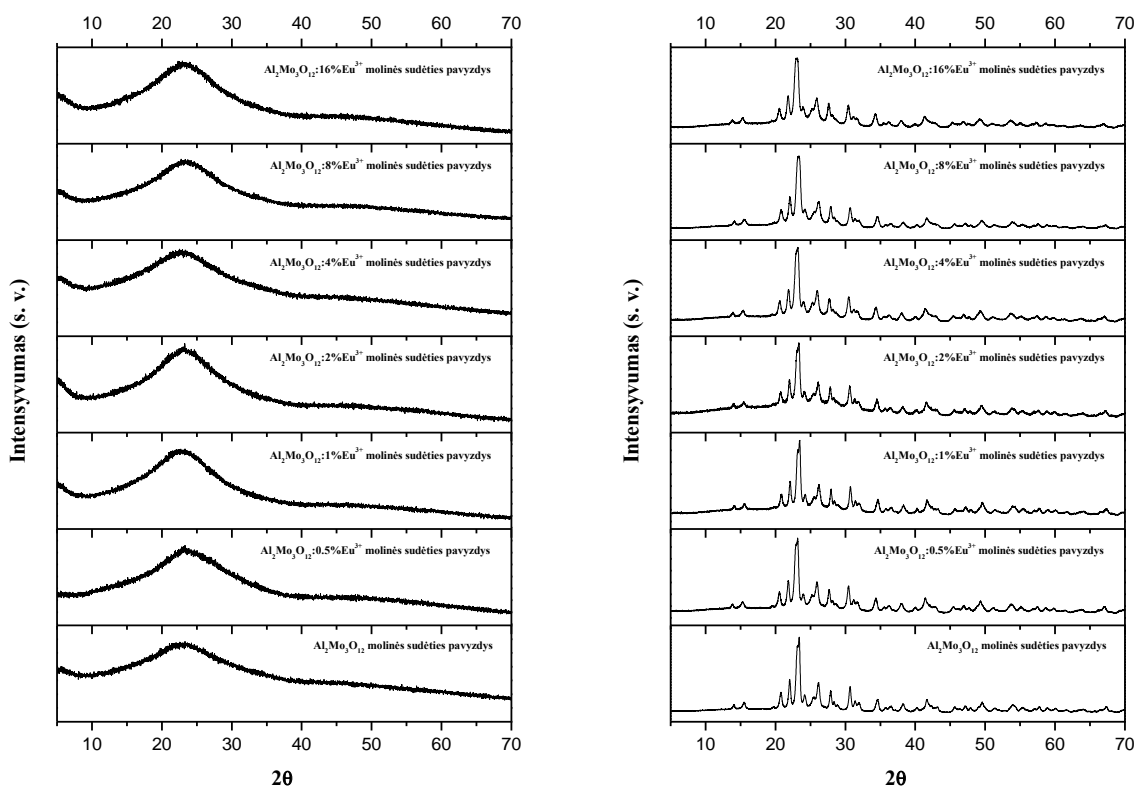 10 20 30 40 50 60 70
Al₂Mo₃O₁₂:16%Eu³⁺ molinės sudėties pavyzdys
Al₂Mo₃O₁₂:8%Eu³⁺ molinės sudėties pavyzdys
Al₂Mo₃O₁₂:4%Eu³⁺ molinės sudėties pavyzdys
Al₂Mo₃O₁₂:2%Eu³⁺ molinės sudėties pavyzdys
Al₂Mo₃O₁₂:1%Eu³⁺ molinės sudėties pavyzdys
Al₂Mo₃O₁₂:0.5%Eu³⁺ molinės sudėties pavyzdys
Al₂Mo₃O₁₂ molinės sudėties pavyzdys
Intensyvumas (s. v.)
10 20 30 40 50 60 70
2θ
10 20 30 40 50 60 70
Al₂Mo₃O₁₂:16%Eu³⁺ molinės sudėties pavyzdys
Al₂Mo₃O₁₂:8%Eu³⁺ molinės sudėties pavyzdys
Al₂Mo₃O₁₂:4%Eu³⁺ molinės sudėties pavyzdys
Al₂Mo₃O₁₂:2%Eu³⁺ molinės sudėties pavyzdys
Al₂Mo₃O₁₂:1%Eu³⁺ molinės sudėties pavyzdys
Al₂Mo₃O₁₂:0.5%Eu³⁺ molinės sudėties pavyzdys
Al₂Mo₃O₁₂ molinės sudėties pavyzdys
Intensyvumas (s. v.)
10 20 30 40 50 60 70
2θ